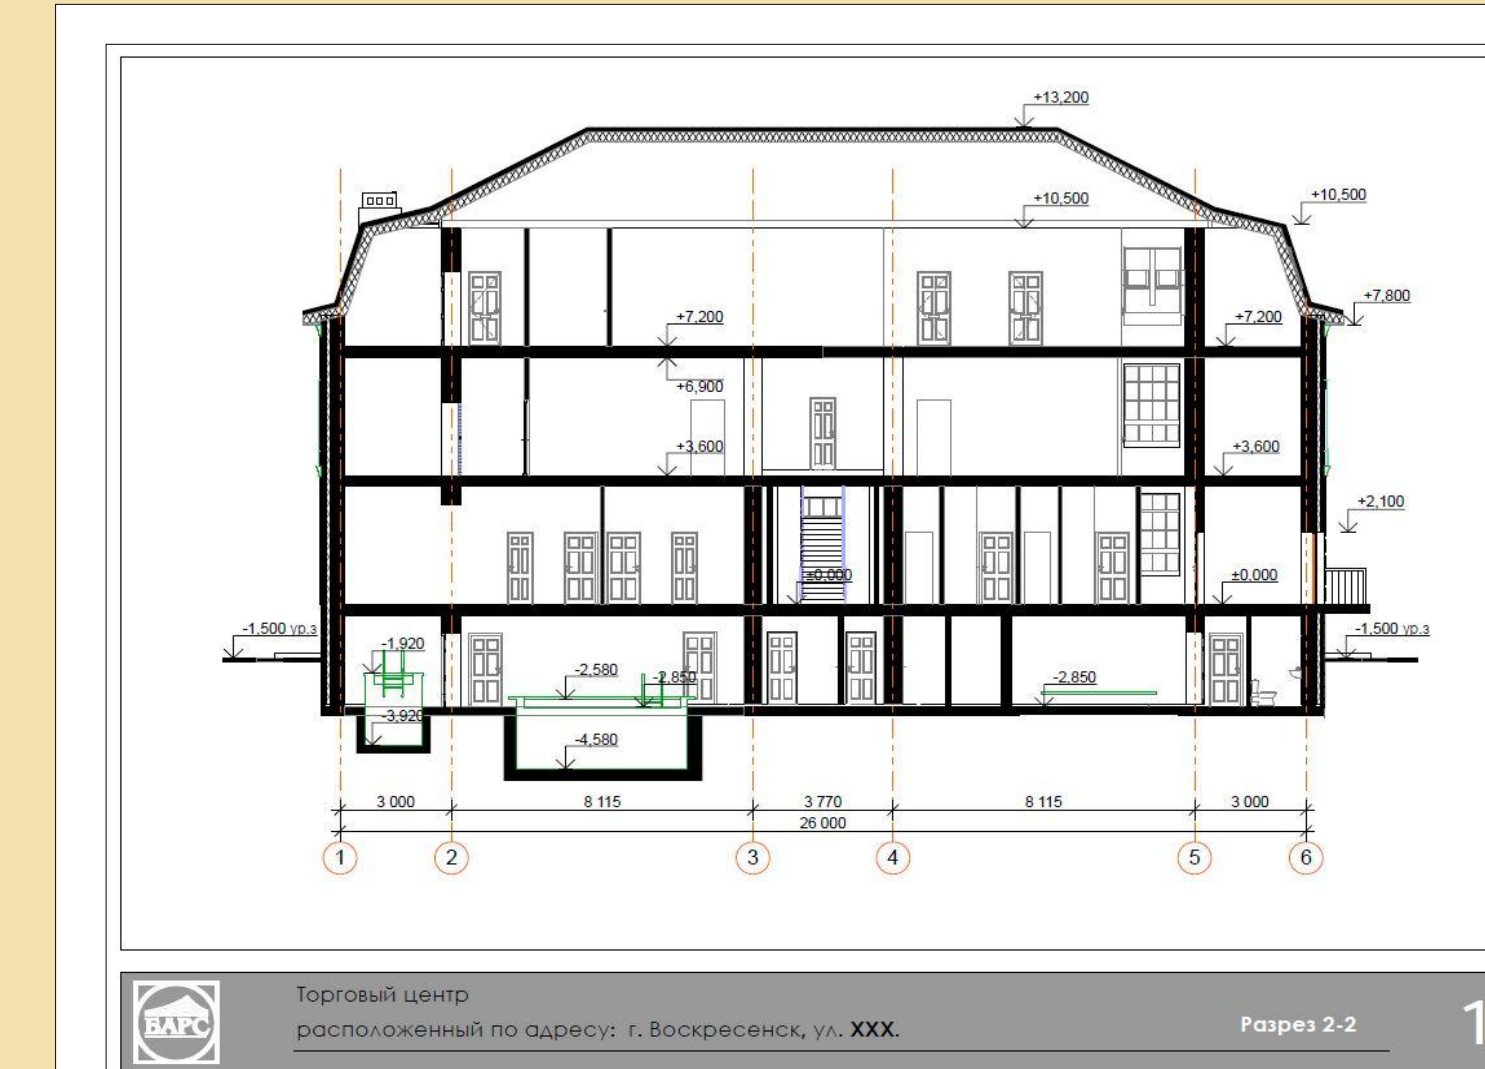 +13,200
+10,500
+10,500
+7,800
+7,200
+7,200
+6,900
+3,600
+3,600
+2,100
±0,000
±0,000
-1,500 ур.з
-1,500 ур.з
-1,920
-2,580
-2,850
-2,850
-3,920
-4,580
3 000 8 115 3 770 8 115 3 000
26 000
1 2 3 4 5 6
Торговый центр
БАРС
расположенный по адресу: г. Воскресенск, ул. ХХХ.
Разрез 2-2
1